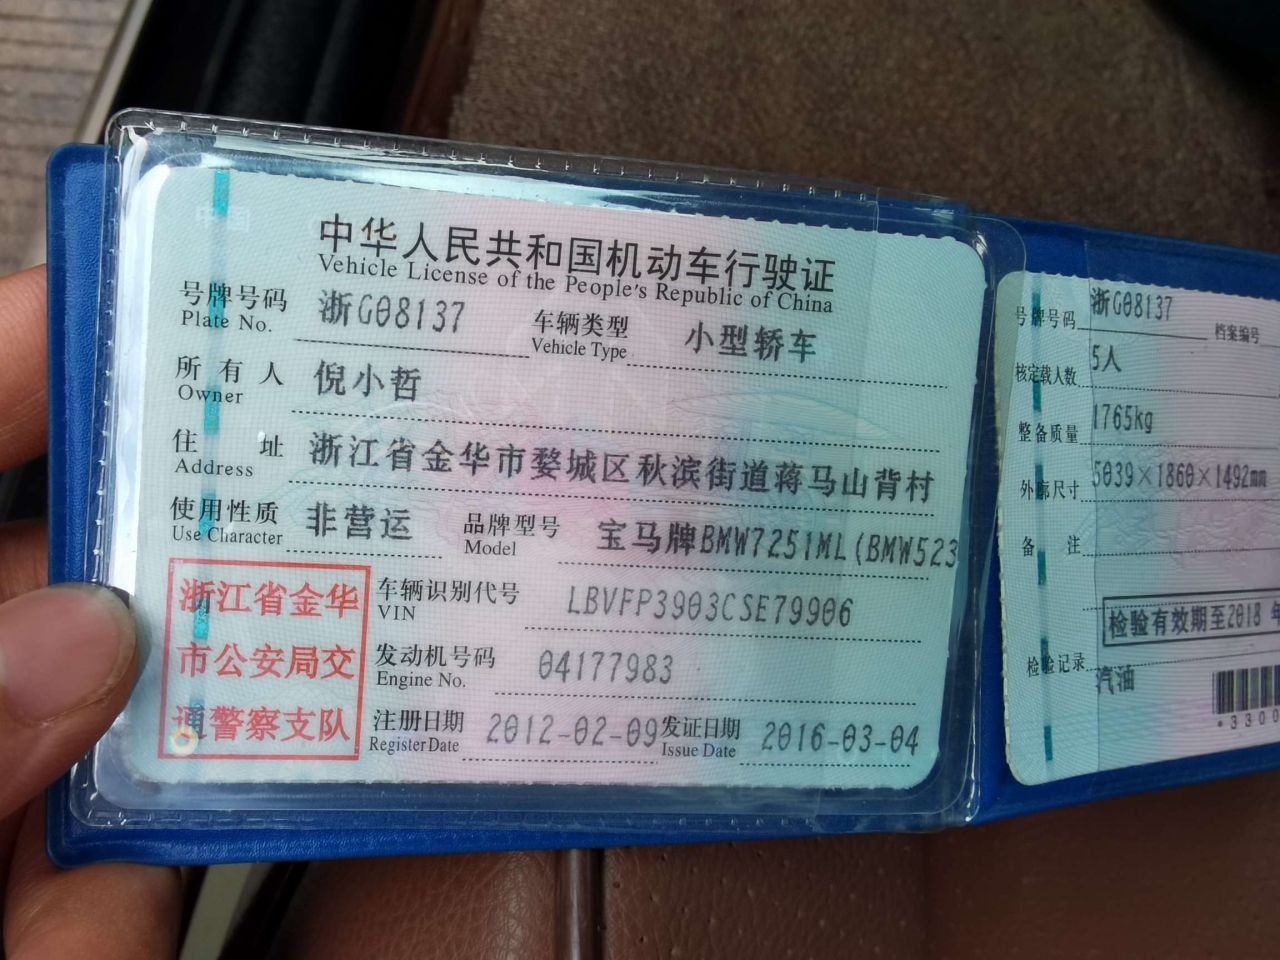 中华人民共和国机动车行驶证
Vehicle License of the People's Republic of China
号牌号码 浙G08137 车辆类型 小型轿车
Plate No. Vehicle Type
所有人 倪小哲
Owner
住址 浙江省金华市婺城区秋滨街道蒋马山背村
Address
使用性质 非营运 品牌型号 宝马牌BMW7251ML(BMW523
Use Character Model
浙江省金华
市公安局交
通警察支队
车辆识别代号 LBVFP3903CSE79906
VIN
发动机号码 04177983
Engine No.
注册日期 2012-02-09 发证日期 2016-03-04
Register Date Issue Date
号牌号码 浙G08137 档案编号
核定载人数 5人
整备质量 1765kg
外廓尺寸 5039×1860×1492mm
备注
检验有效期至2018
检验记录
汽油
*3300